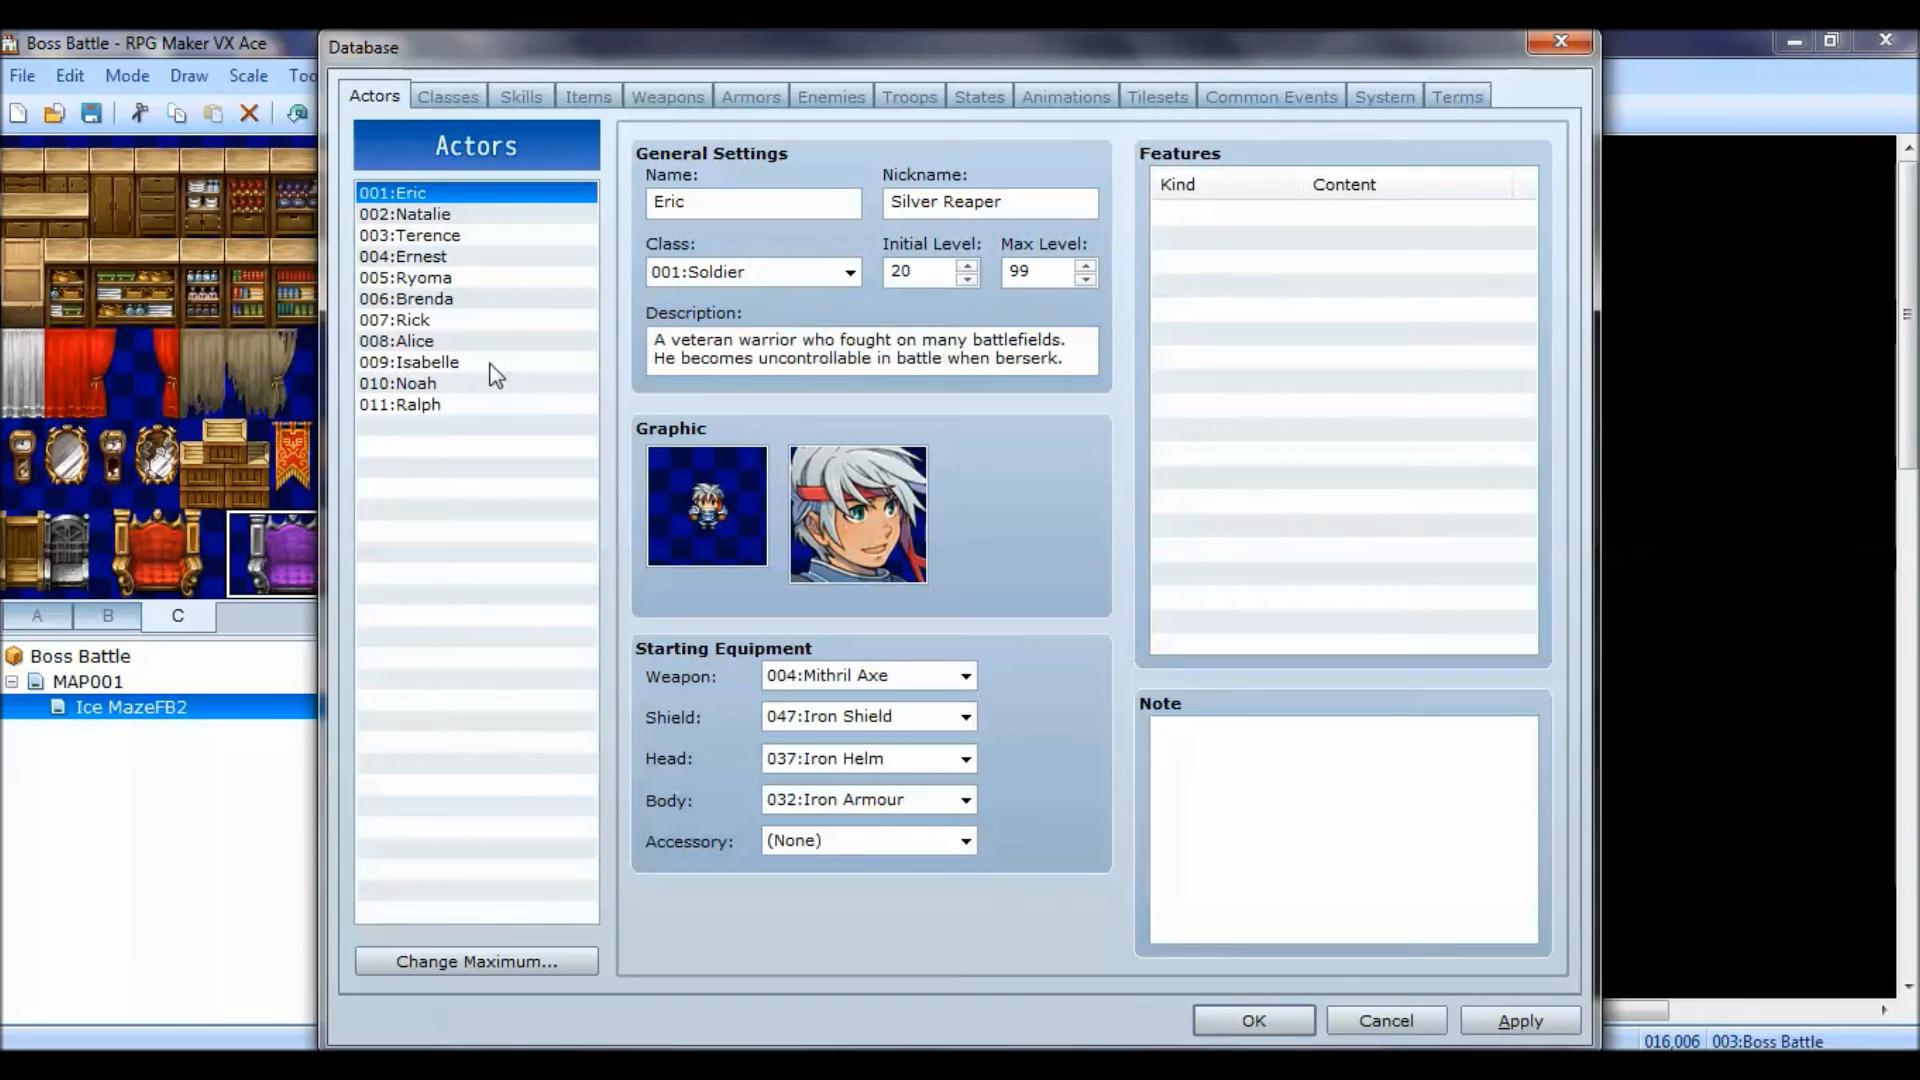 Boss Battle - RPG Maker VX Ace
File Edit Mode Draw Scale Too
A B C
Boss Battle
MAP001
Ice MazeFB2
Database
Actors Classes Skills Items Weapons Armors Enemies Troops States Animations Tilesets Common Events System Terms
Actors
001:Eric
002:Natalie
003:Terence
004:Ernest
005:Ryoma
006:Brenda
007:Rick
008:Alice
009:Isabelle
010:Noah
011:Ralph
Change Maximum...
General Settings
Name: Nickname:
Eric Silver Reaper
Class: Initial Level: Max Level:
001:Soldier 20 99
Description:
A veteran warrior who fought on many battlefields.
He becomes uncontrollable in battle when berserk.
Graphic
Starting Equipment
Weapon: 004:Mithril Axe
Shield: 047:Iron Shield
Head: 037:Iron Helm
Body: 032:Iron Armour
Accessory: (None)
Features
Kind Content
Note
OK Cancel Apply
016,006 003:Boss Battle